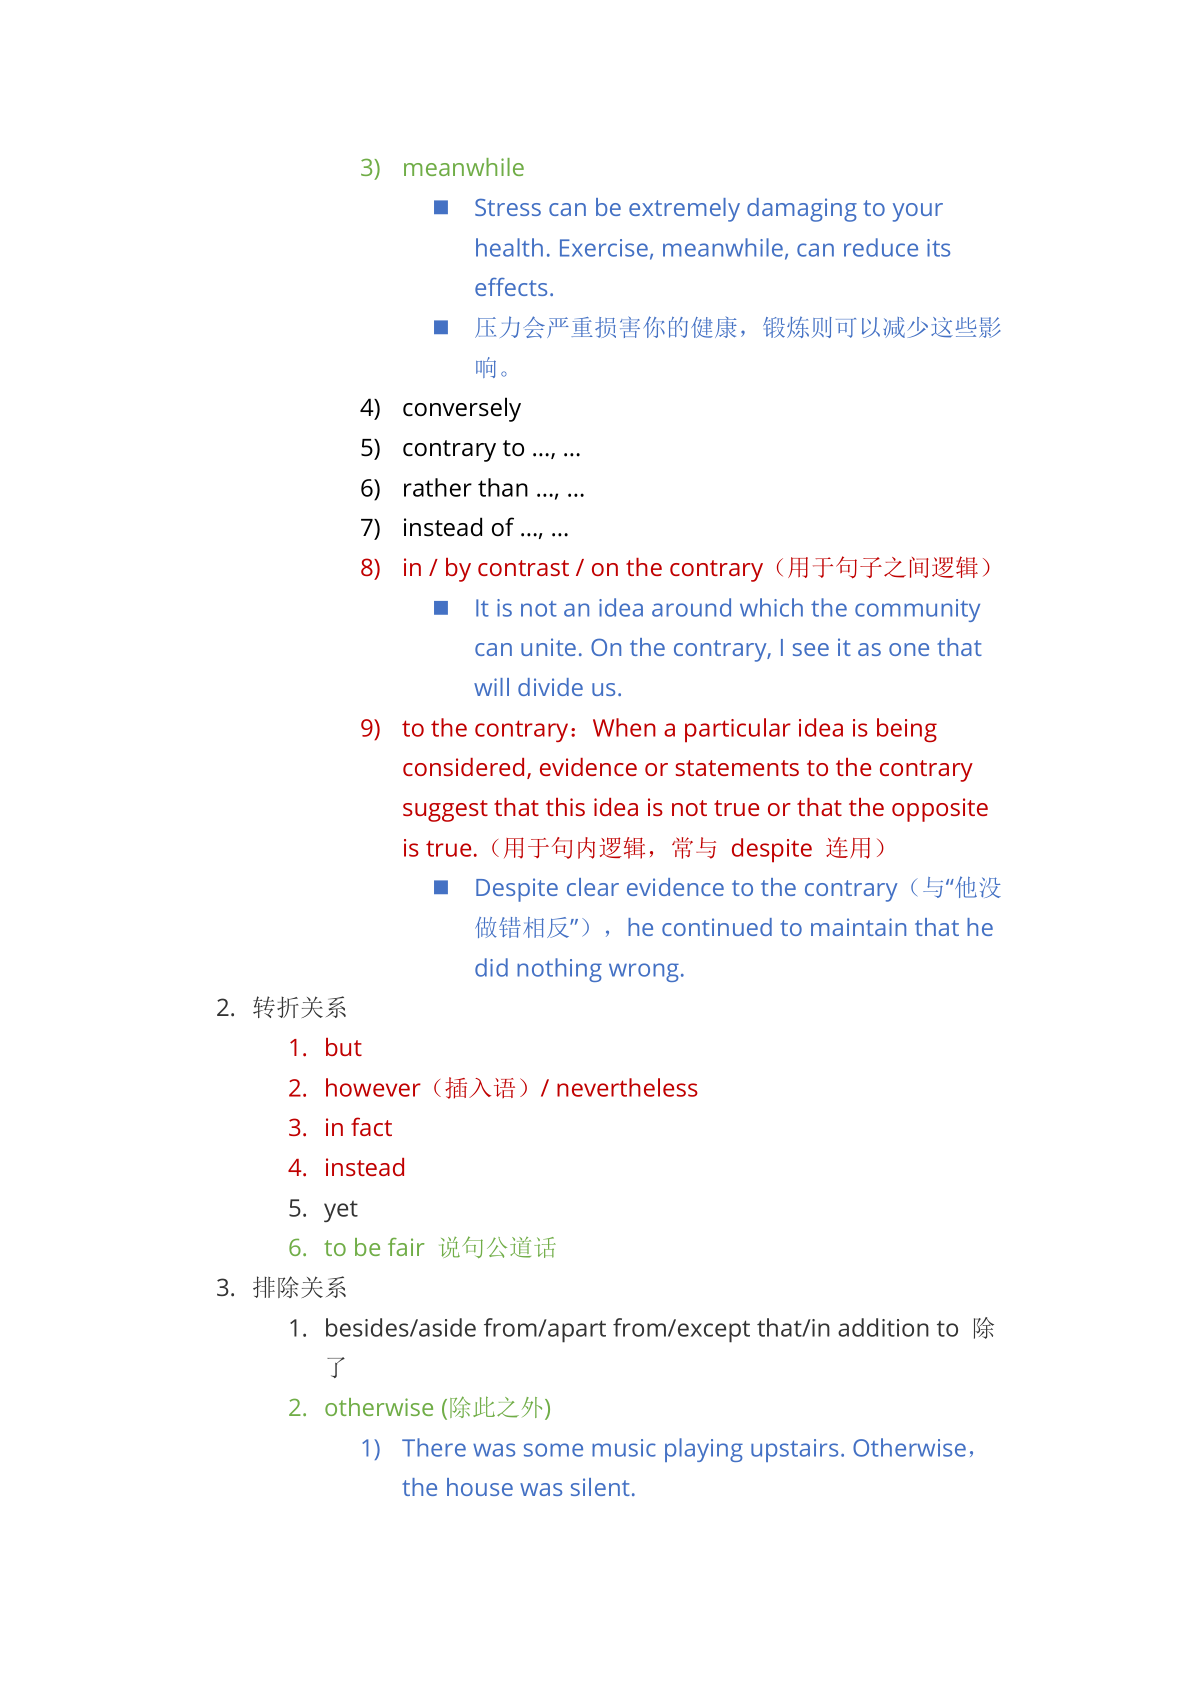 3) meanwhile
■ Stress can be extremely damaging to your
health. Exercise, meanwhile, can reduce its
effects.
■ 压力会严重损害你的健康，锻炼则可以减少这些影
响。
4) conversely
5) contrary to ..., ...
6) rather than ..., ...
7) instead of ..., ...
8) in / by contrast / on the contrary（用于句子之间逻辑）
■ It is not an idea around which the community
can unite. On the contrary, I see it as one that
will divide us.
9) to the contrary：When a particular idea is being
considered, evidence or statements to the contrary
suggest that this idea is not true or that the opposite
is true.（用于句内逻辑，常与 despite 连用）
■ Despite clear evidence to the contrary（与“他没
做错相反”），he continued to maintain that he
did nothing wrong.
2. 转折关系
1. but
2. however（插入语）/ nevertheless
3. in fact
4. instead
5. yet
6. to be fair 说句公道话
3. 排除关系
1. besides/aside from/apart from/except that/in addition to 除
了
2. otherwise (除此之外)
1) There was some music playing upstairs. Otherwise，
the house was silent.